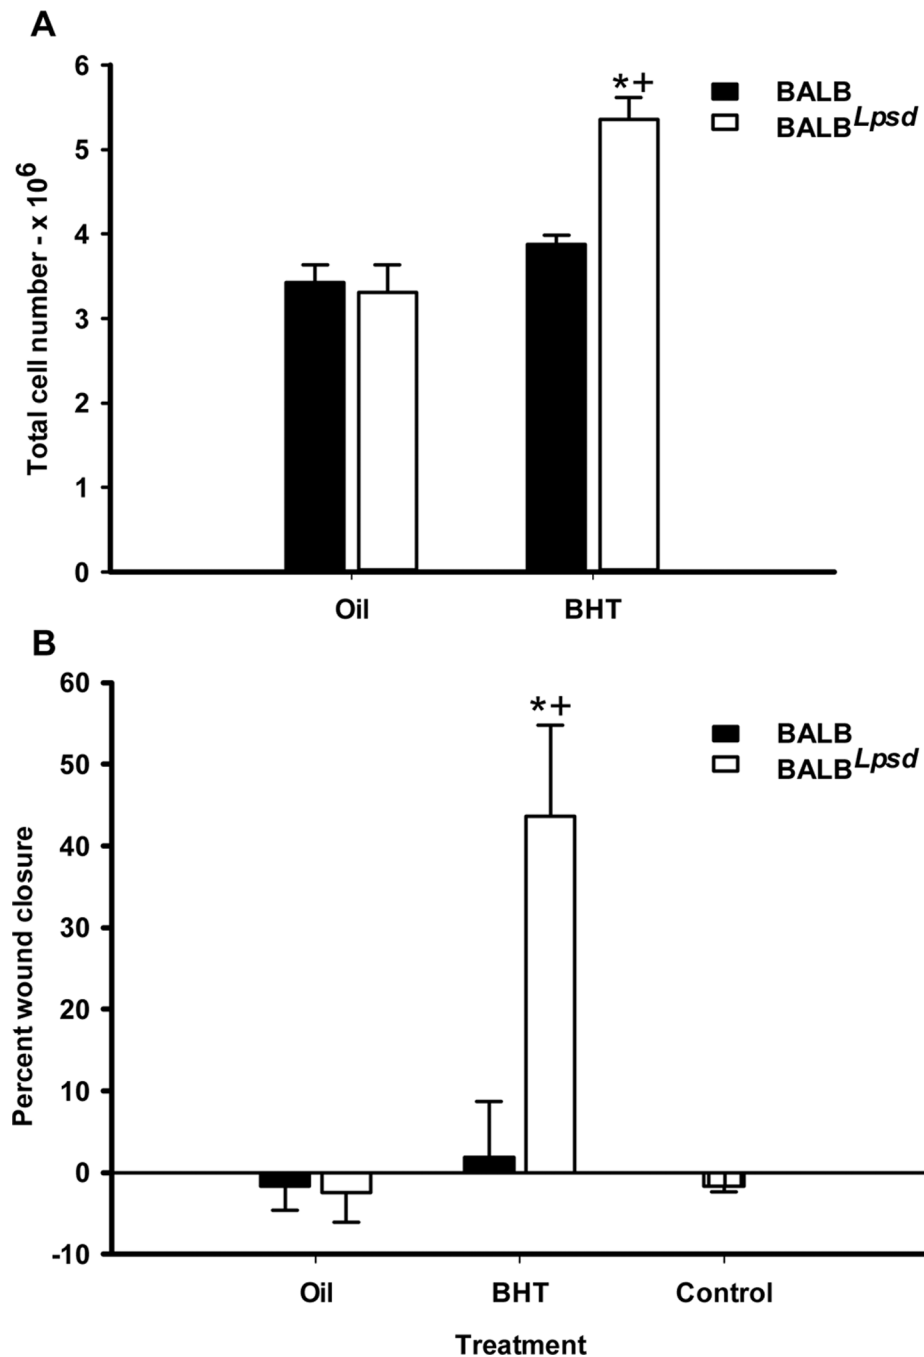 A
Total cell number - x 10^6
6
5
4
3
2
1
0
*+
BALB
BALB^Lpsd
Oil BHT
B
Percent wound closure
60
50
40
30
20
10
0
-10
*+
BALB
BALB^Lpsd
Oil BHT Control
Treatment